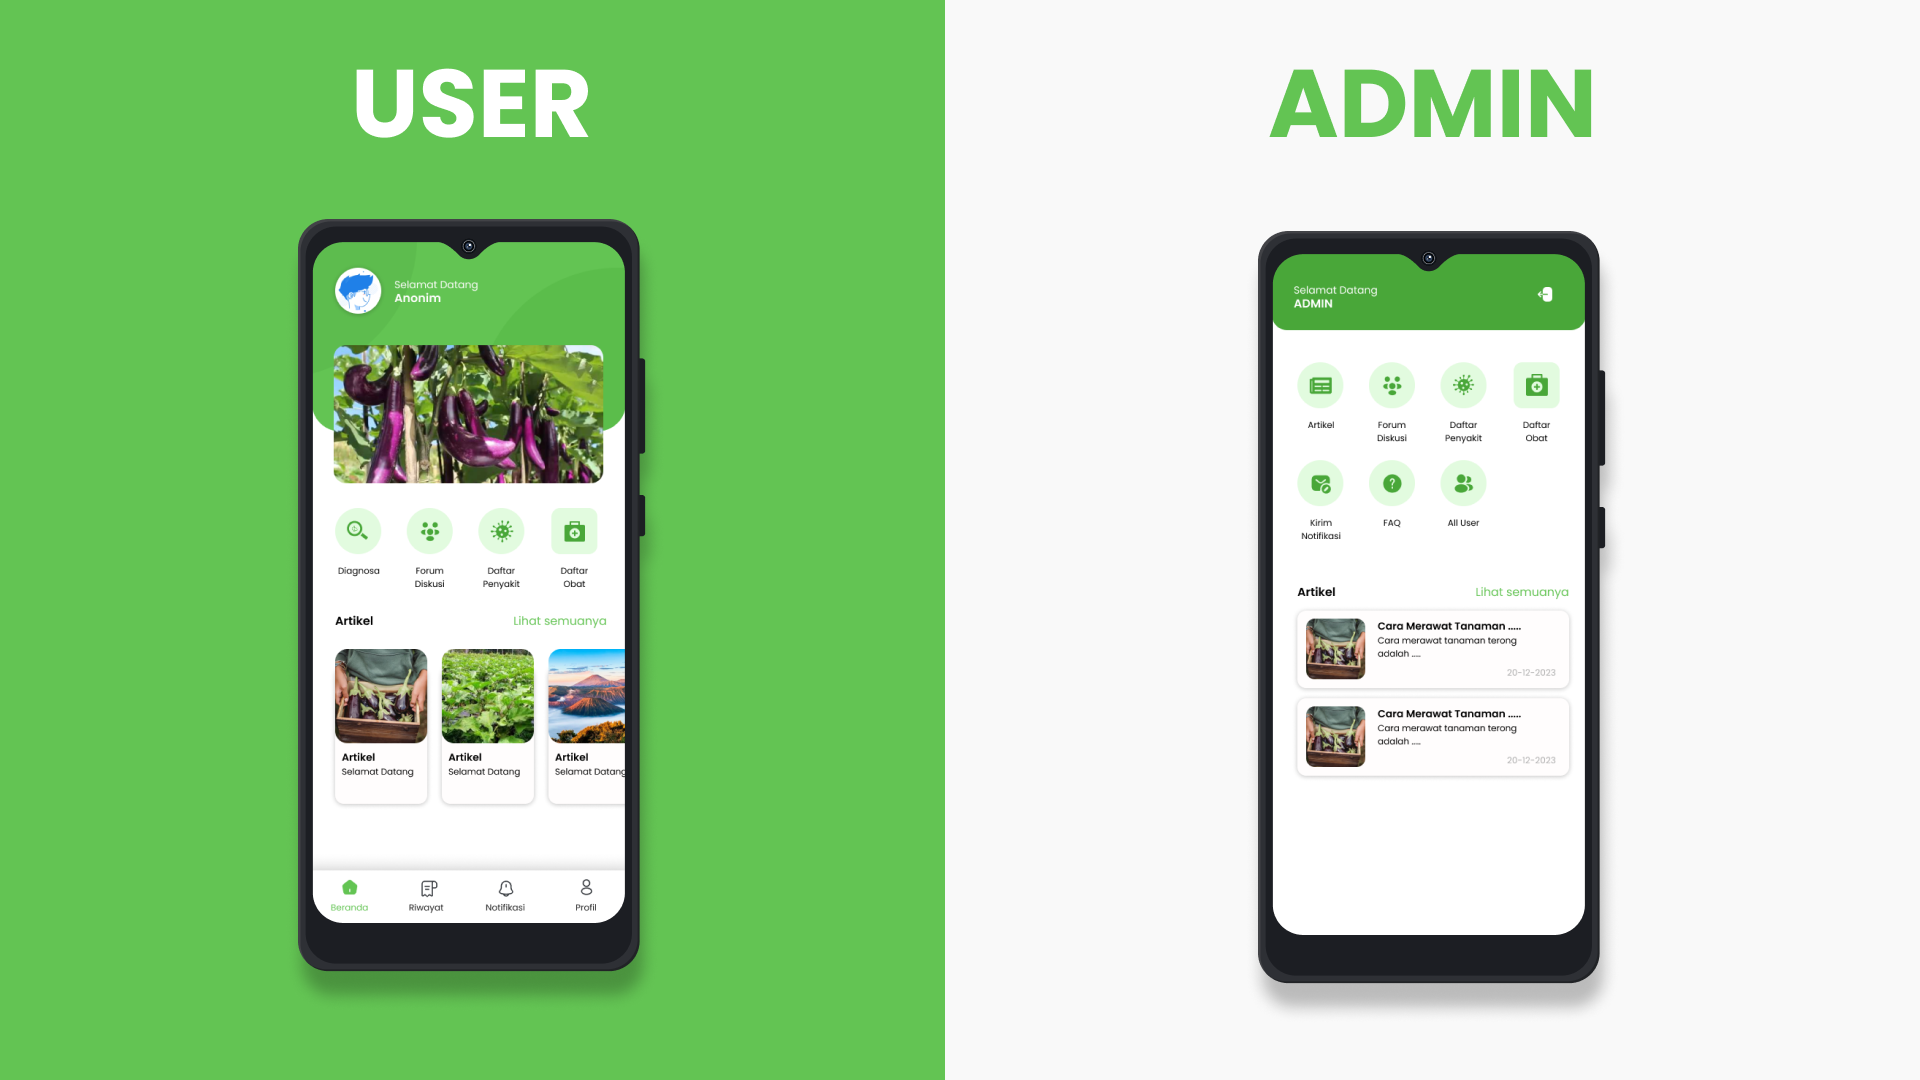 USER
Selamat Datang
Anonim
Diagnosa
Forum
Diskusi
Daftar
Penyakit
Daftar
Obat
Artikel
Lihat semuanya
Artikel
Selamat Datang
Artikel
Selamat Datang
Artikel
Selamat Datang
Beranda
Riwayat
Notifikasi
Profil
ADMIN
Selamat Datang
ADMIN
Artikel
Forum
Diskusi
Daftar
Penyakit
Daftar
Obat
Kirim
Notifikasi
FAQ
All User
Artikel
Lihat semuanya
Cara Merawat Tanaman .....
Cara merawat tanaman terong
adalah .....
20-12-2023
Cara Merawat Tanaman .....
Cara merawat tanaman terong
adalah .....
20-12-2023